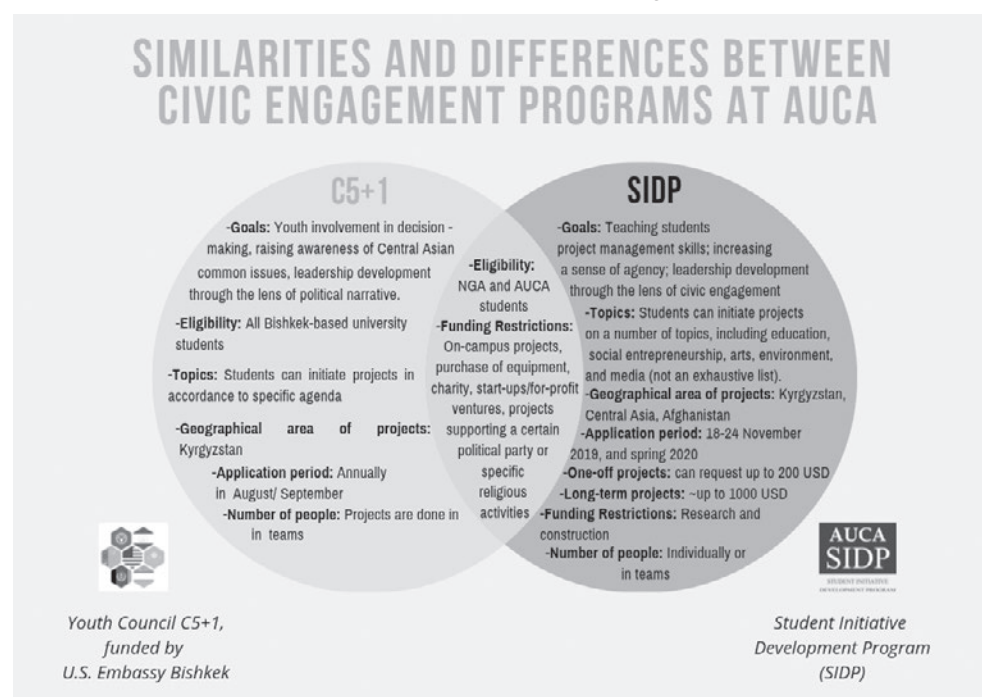 SIMILARITIES AND DIFFERENCES BETWEEN
CIVIC ENGAGEMENT PROGRAMS AT AUCA
C5+1
-Goals: Youth involvement in decision -
making, raising awareness of Central Asian
common issues, leadership development
through the lens of political narrative.
-Eligibility: All Bishkek-based university
students
-Topics: Students can initiate projects in
accordance to specific agenda
-Geographical area of projects:
Kyrgyzstan
-Application period: Annually
in August/ September
-Number of people: Projects are done in
in teams
-Eligibility:
NGA and AUCA
students
-Funding Restrictions:
On-campus projects,
purchase of equipment,
charity, start-ups/for-profit
ventures, projects
supporting a certain
political party or
specific
religious
activities
SIDP
-Goals: Teaching students
project management skills; increasing
a sense of agency; leadership development
through the lens of civic engagement
-Topics: Students can initiate projects
on a number of topics, including education,
social entrepreneurship, arts, environment,
and media (not an exhaustive list).
-Geographical area of projects: Kyrgyzstan,
Central Asia, Afghanistan
-Application period: 18-24 November
2019, and spring 2020
-One-off projects: can request up to 200 USD
-Long-term projects: ~up to 1000 USD
-Funding Restrictions: Research and
construction
-Number of people: Individually or
in teams
Youth Council C5+1,
funded by
U.S. Embassy Bishkek
AUCA
SIDP
STUDENT INITIATIVE
DEVELOPMENT PROGRAM
Student Initiative
Development Program
(SIDP)